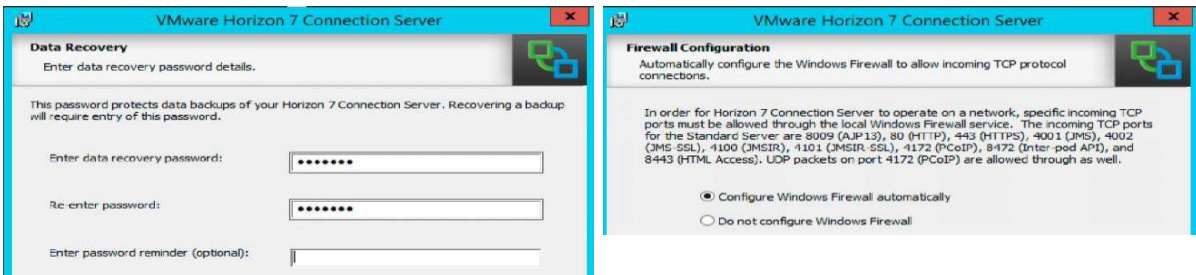 VMware Horizon 7 Connection Server
Data Recovery
Enter data recovery password details.
This password protects data backups of your Horizon 7 Connection Server. Recovering a backup
will require entry of this password.
Enter data recovery password:
•••••••
Re-enter password:
•••••••
Enter password reminder (optional):
VMware Horizon 7 Connection Server
Firewall Configuration
Automatically configure the Windows Firewall to allow incoming TCP protocol
connections.
In order for Horizon 7 Connection Server to operate on a network, specific incoming TCP
ports must be allowed through the local Windows Firewall service. The incoming TCP ports
for the Standard Server are 8009 (AJP13), 80 (HTTP), 443 (HTTPS), 4001 (JMS), 4002
(JMS-SSL), 4100 (JMSIR), 4101 (JMSIR-SSL), 4172 (PCoIP), 8472 (Inter-pod API), and
8443 (HTML Access). UDP packets on port 4172 (PCoIP) are allowed through as well.
Configure Windows Firewall automatically
Do not configure Windows Firewall